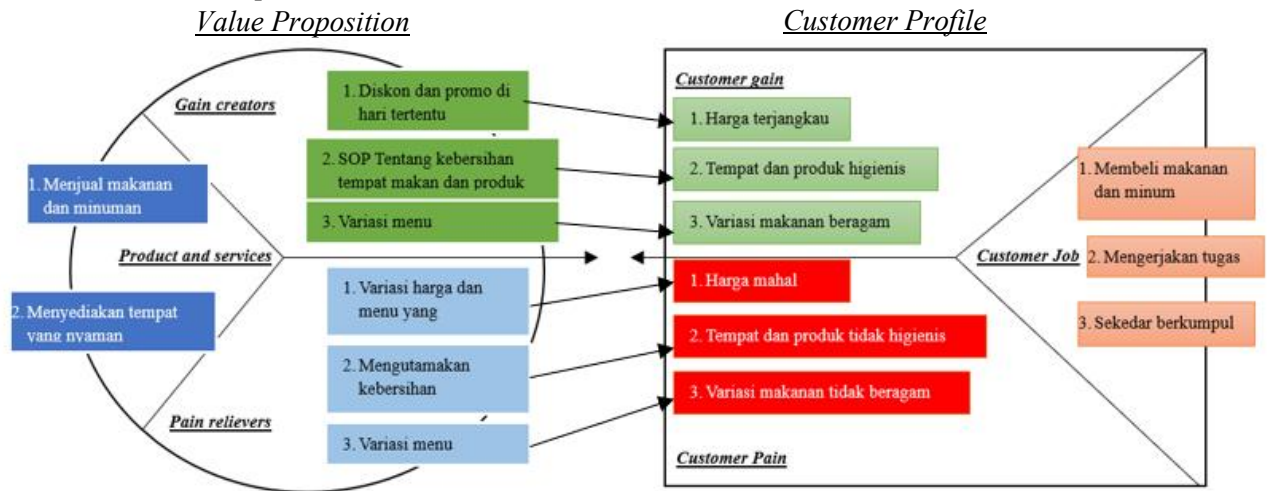 Value Proposition
Customer Profile
Gain creators
1. Diskon dan promo di
hari tertentu
2. SOP Tentang kebersihan
tempat makan dan produk
3. Variasi menu
1. Menjual makanan
dan minuman
Product and services
2. Menyediakan tempat
yang nyaman
1. Variasi harga dan
menu yang
2. Mengutamakan
kebersihan
3. Variasi menu
Pain relievers
Customer gain
1. Harga terjangkau
2. Tempat dan produk higienis
3. Variasi makanan beragam
1. Harga mahal
2. Tempat dan produk tidak higienis
3. Variasi makanan tidak beragam
Customer Pain
Customer Job
1. Membeli makanan
dan minum
2. Mengerjakan tugas
3. Sekedar berkumpul